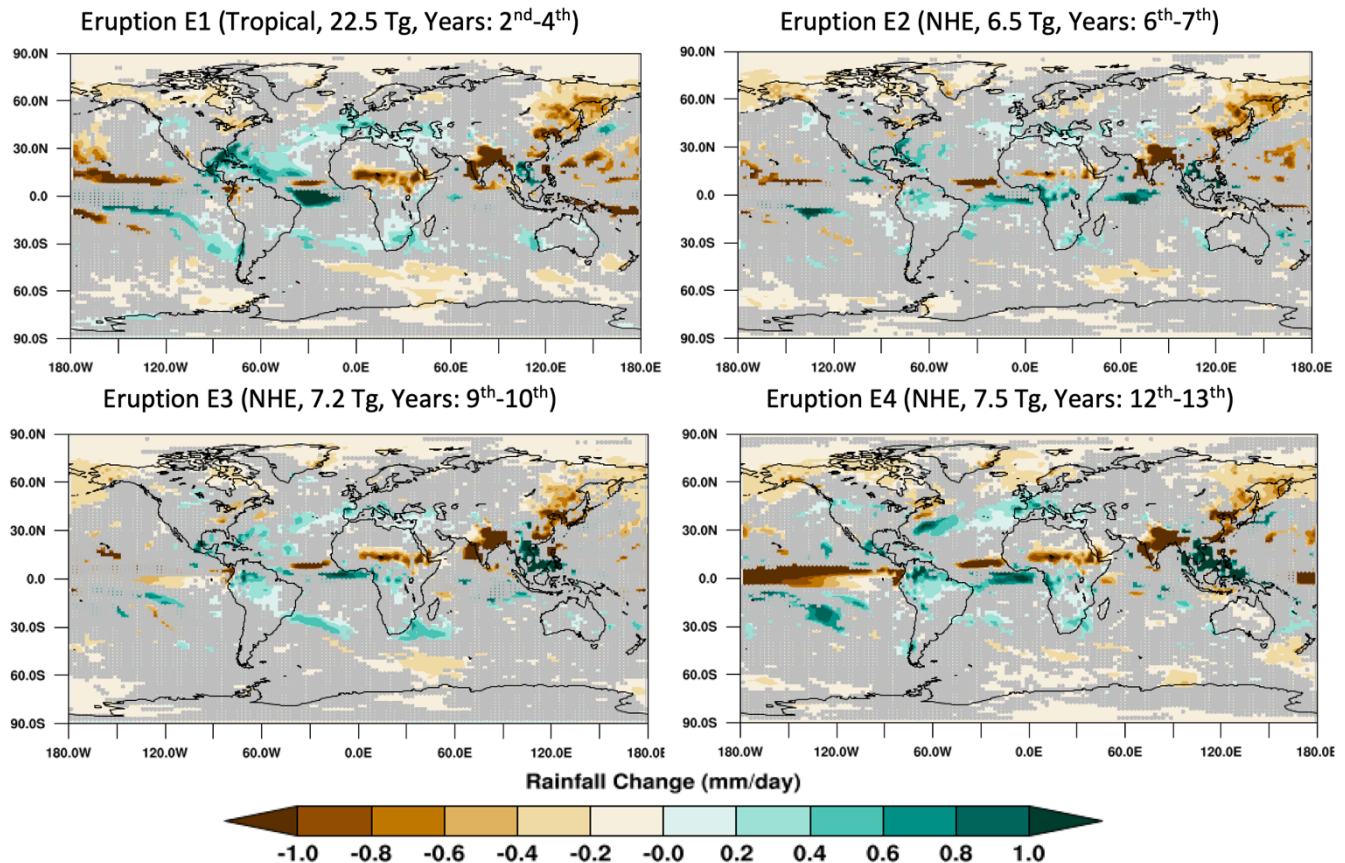 Eruption E1 (Tropical, 22.5 Tg, Years: 2nd-4th)
Eruption E2 (NHE, 6.5 Tg, Years: 6th-7th)
90.0N
60.0N
30.0N
0.0
30.0S
60.0S
90.0S
180.0W 120.0W 60.0W 0.0E 60.0E 120.0E 180.0E
90.0N
60.0N
30.0N
0.0
30.0S
60.0S
90.0S
180.0W 120.0W 60.0W 0.0E 60.0E 120.0E 180.0E
Eruption E3 (NHE, 7.2 Tg, Years: 9th-10th)
Eruption E4 (NHE, 7.5 Tg, Years: 12th-13th)
90.0N
60.0N
30.0N
0.0
30.0S
60.0S
90.0S
180.0W 120.0W 60.0W 0.0E 60.0E 120.0E 180.0E
90.0N
60.0N
30.0N
0.0
30.0S
60.0S
90.0S
180.0W 120.0W 60.0W 0.0E 60.0E 120.0E 180.0E
Rainfall Change (mm/day)
-1.0 -0.8 -0.6 -0.4 -0.2 -0.0 0.2 0.4 0.6 0.8 1.0